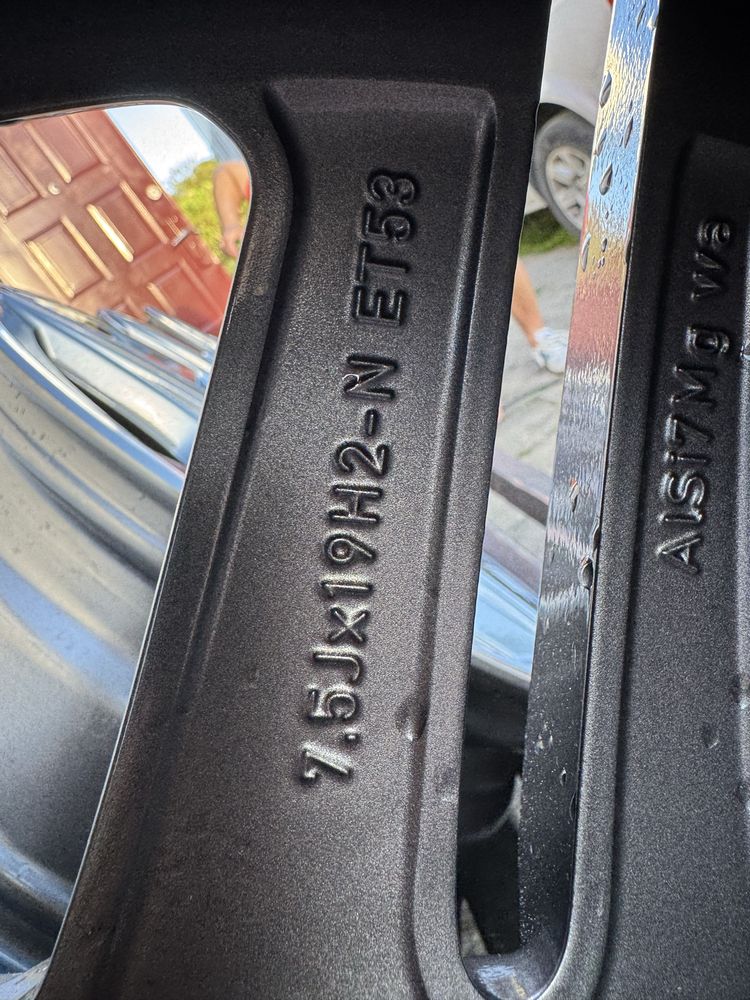 7.5Jx19H2-N ET53
AlSi7Mg wa